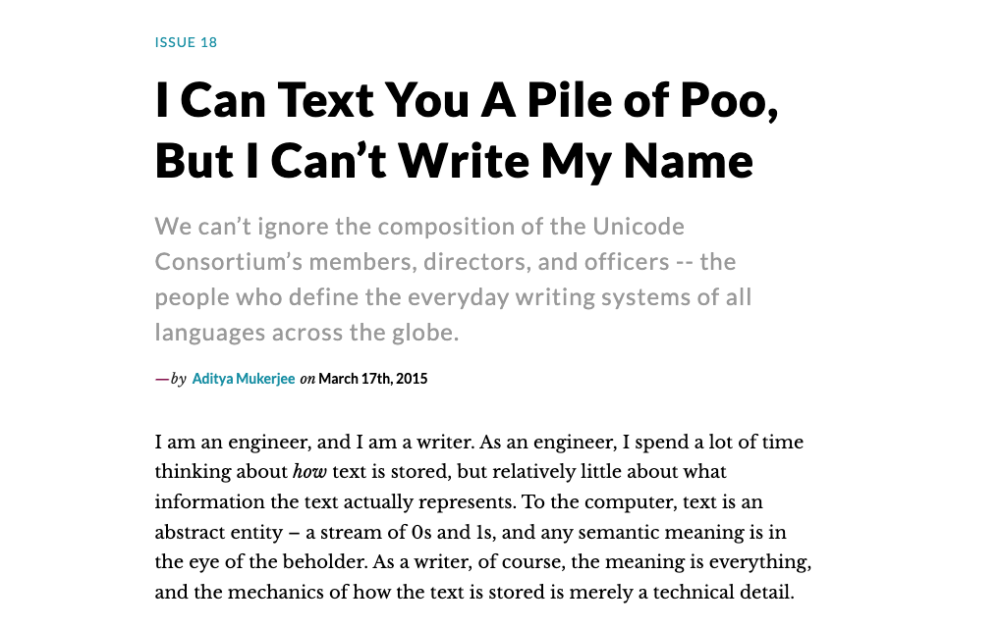 ISSUE 18
I Can Text You A Pile of Poo,
But I Can’t Write My Name
We can’t ignore the composition of the Unicode
Consortium’s members, directors, and officers -- the
people who define the everyday writing systems of all
languages across the globe.
—by Aditya Mukerjee on March 17th, 2015
I am an engineer, and I am a writer. As an engineer, I spend a lot of time
thinking about how text is stored, but relatively little about what
information the text actually represents. To the computer, text is an
abstract entity – a stream of 0s and 1s, and any semantic meaning is in
the eye of the beholder. As a writer, of course, the meaning is everything,
and the mechanics of how the text is stored is merely a technical detail.